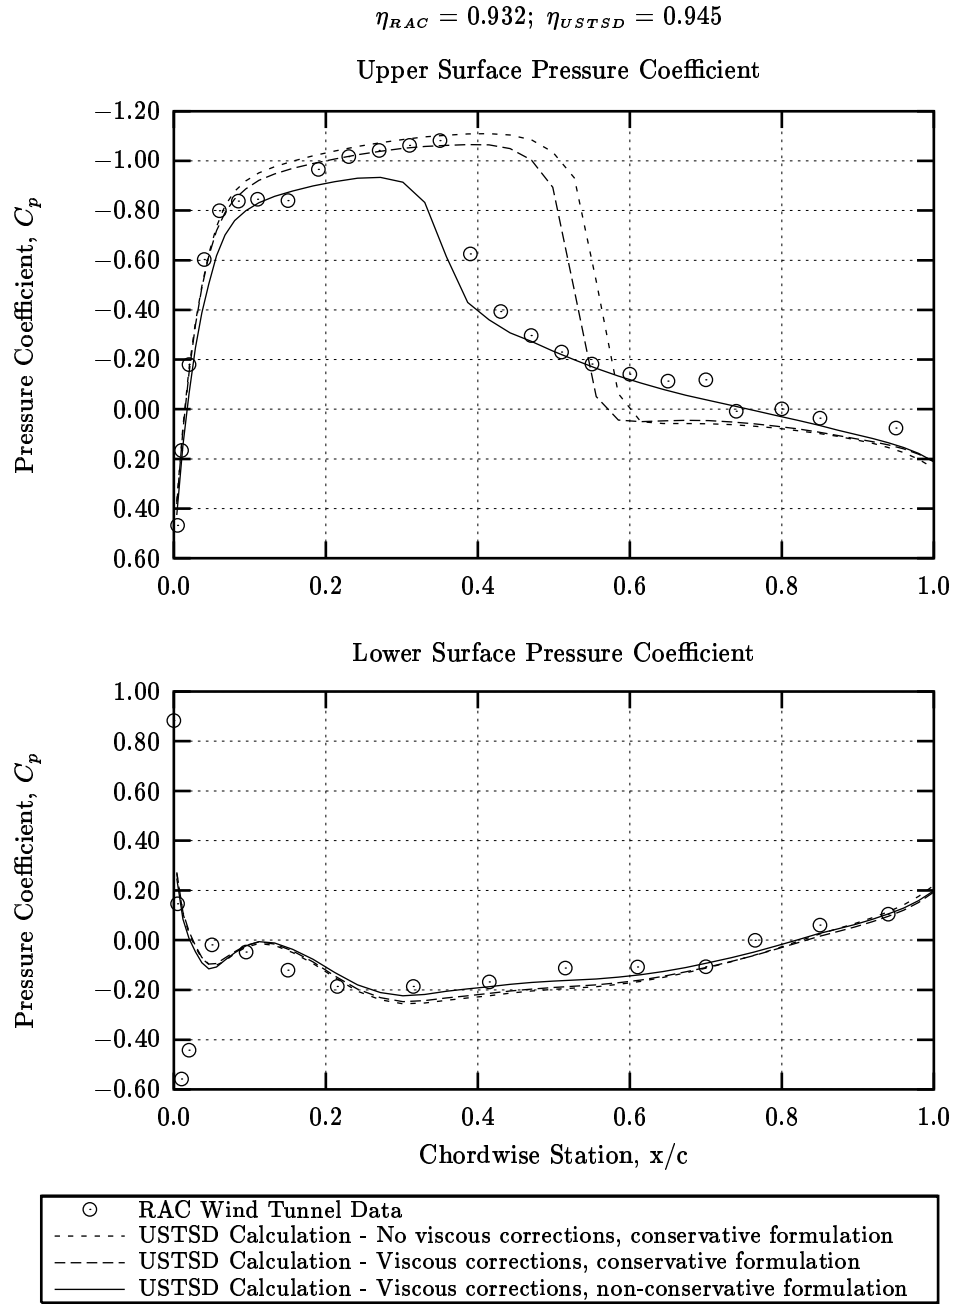 η_RAC = 0.932; η_USTSD = 0.945
Upper Surface Pressure Coefficient
Pressure Coefficient, C_p
−1.20
−1.00
−0.80
−0.60
−0.40
−0.20
0.00
0.20
0.40
0.60
0.0 0.2 0.4 0.6 0.8 1.0
Lower Surface Pressure Coefficient
Pressure Coefficient, C_p
1.00
0.80
0.60
0.40
0.20
0.00
−0.20
−0.40
−0.60
0.0 0.2 0.4 0.6 0.8 1.0
Chordwise Station, x/c
RAC Wind Tunnel Data
USTSD Calculation - No viscous corrections, conservative formulation
USTSD Calculation - Viscous corrections, conservative formulation
USTSD Calculation - Viscous corrections, non-conservative formulation